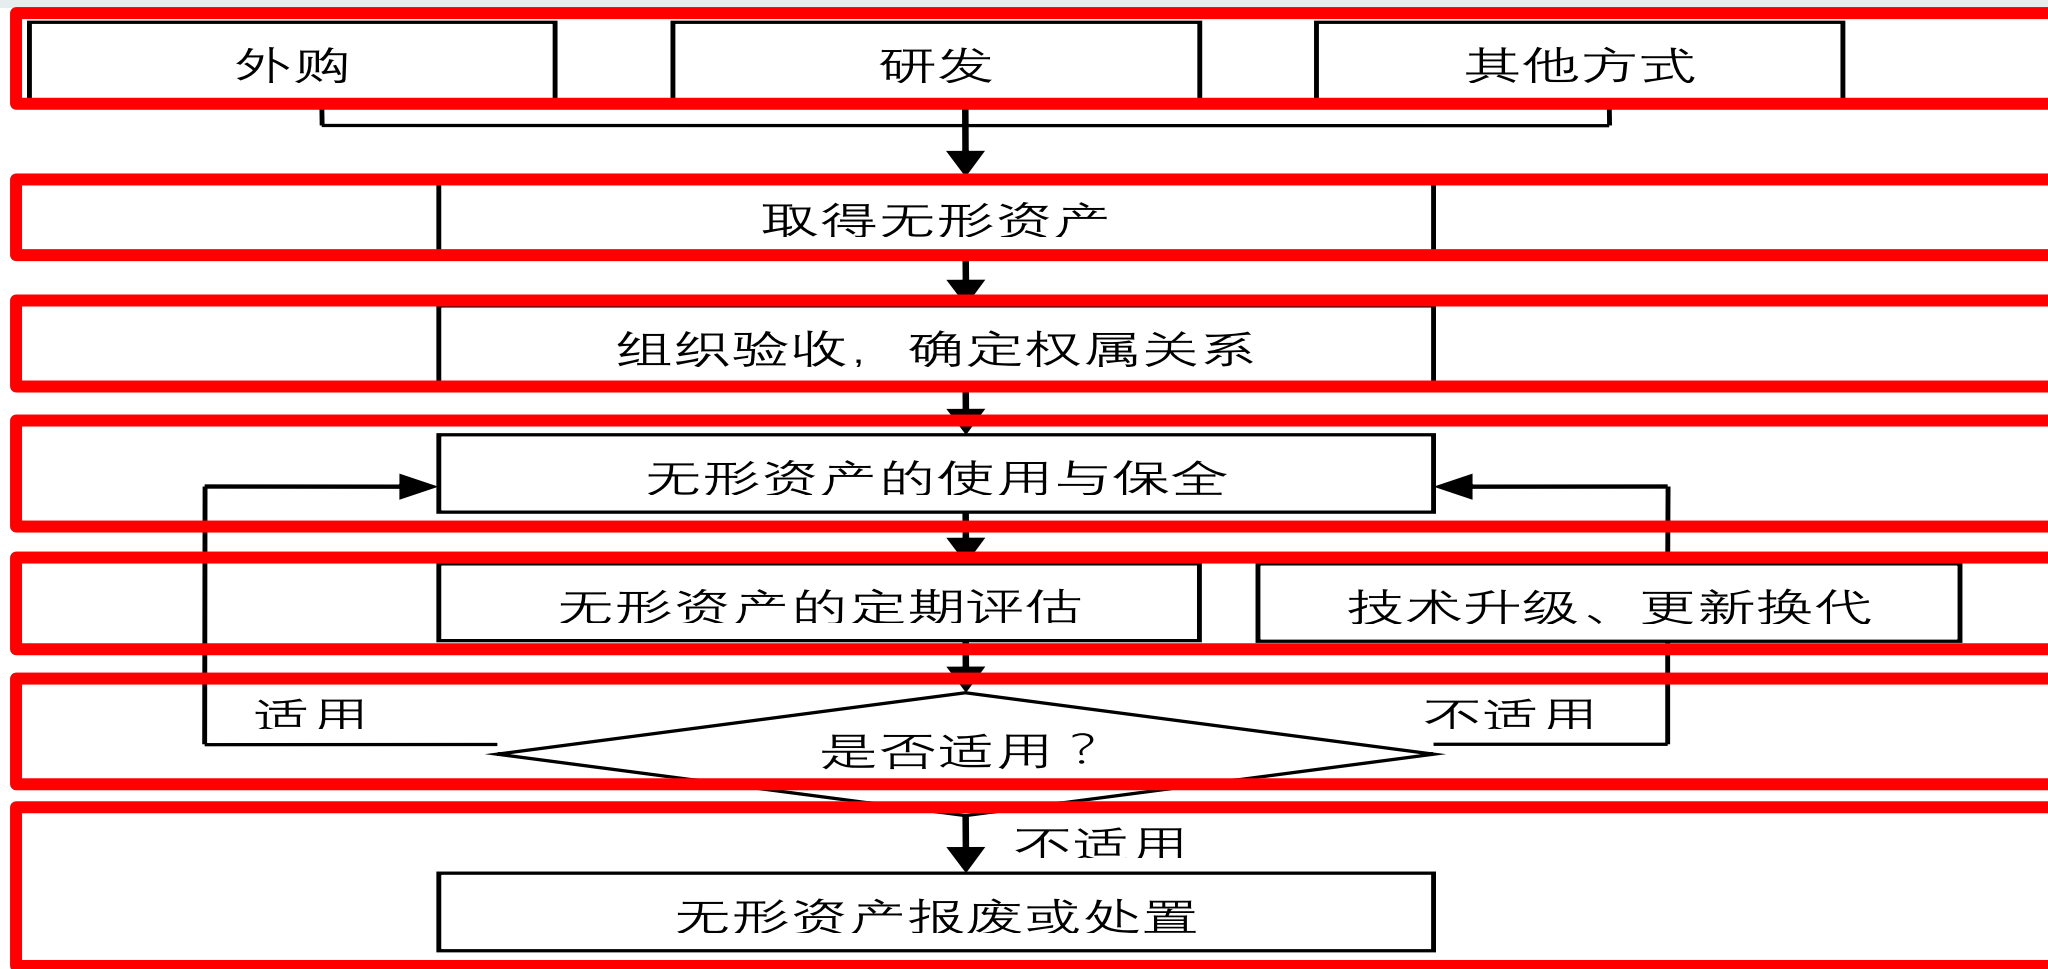 外购 研发 其他方式
取得无形资产
组织验收，确定权属关系
无形资产的使用与保全
无形资产的定期评估 技术升级、更新换代
适用 不适用
是否适用？
不适用
无形资产报废或处置